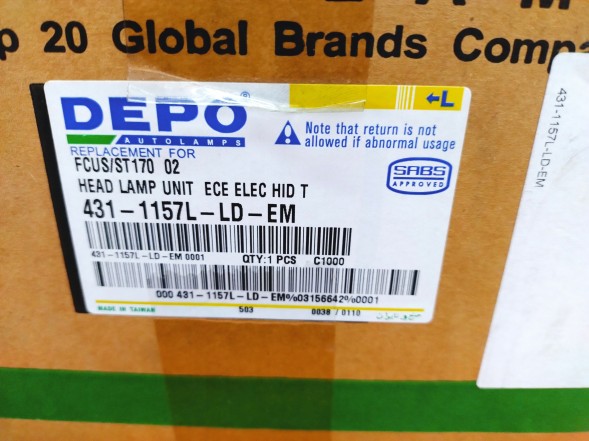 p 20 Global Brands Compa
DEPO®
AUTOLAMPS
←L
Note that return is not
allowed if abnormal usage
REPLACEMENT FOR
FCUS/ST170 02
HEAD LAMP UNIT ECE ELEC HID T
SABS
APPROVED
431-1157L-LD-EM
431-1157L-LD-EM 0001 QTY:1 PCS C1000
000 431-1157L-LD-EM%03156642%0001
MADE IN TAIWAN 503 0038 / 0110
431-1157L-LD-EM